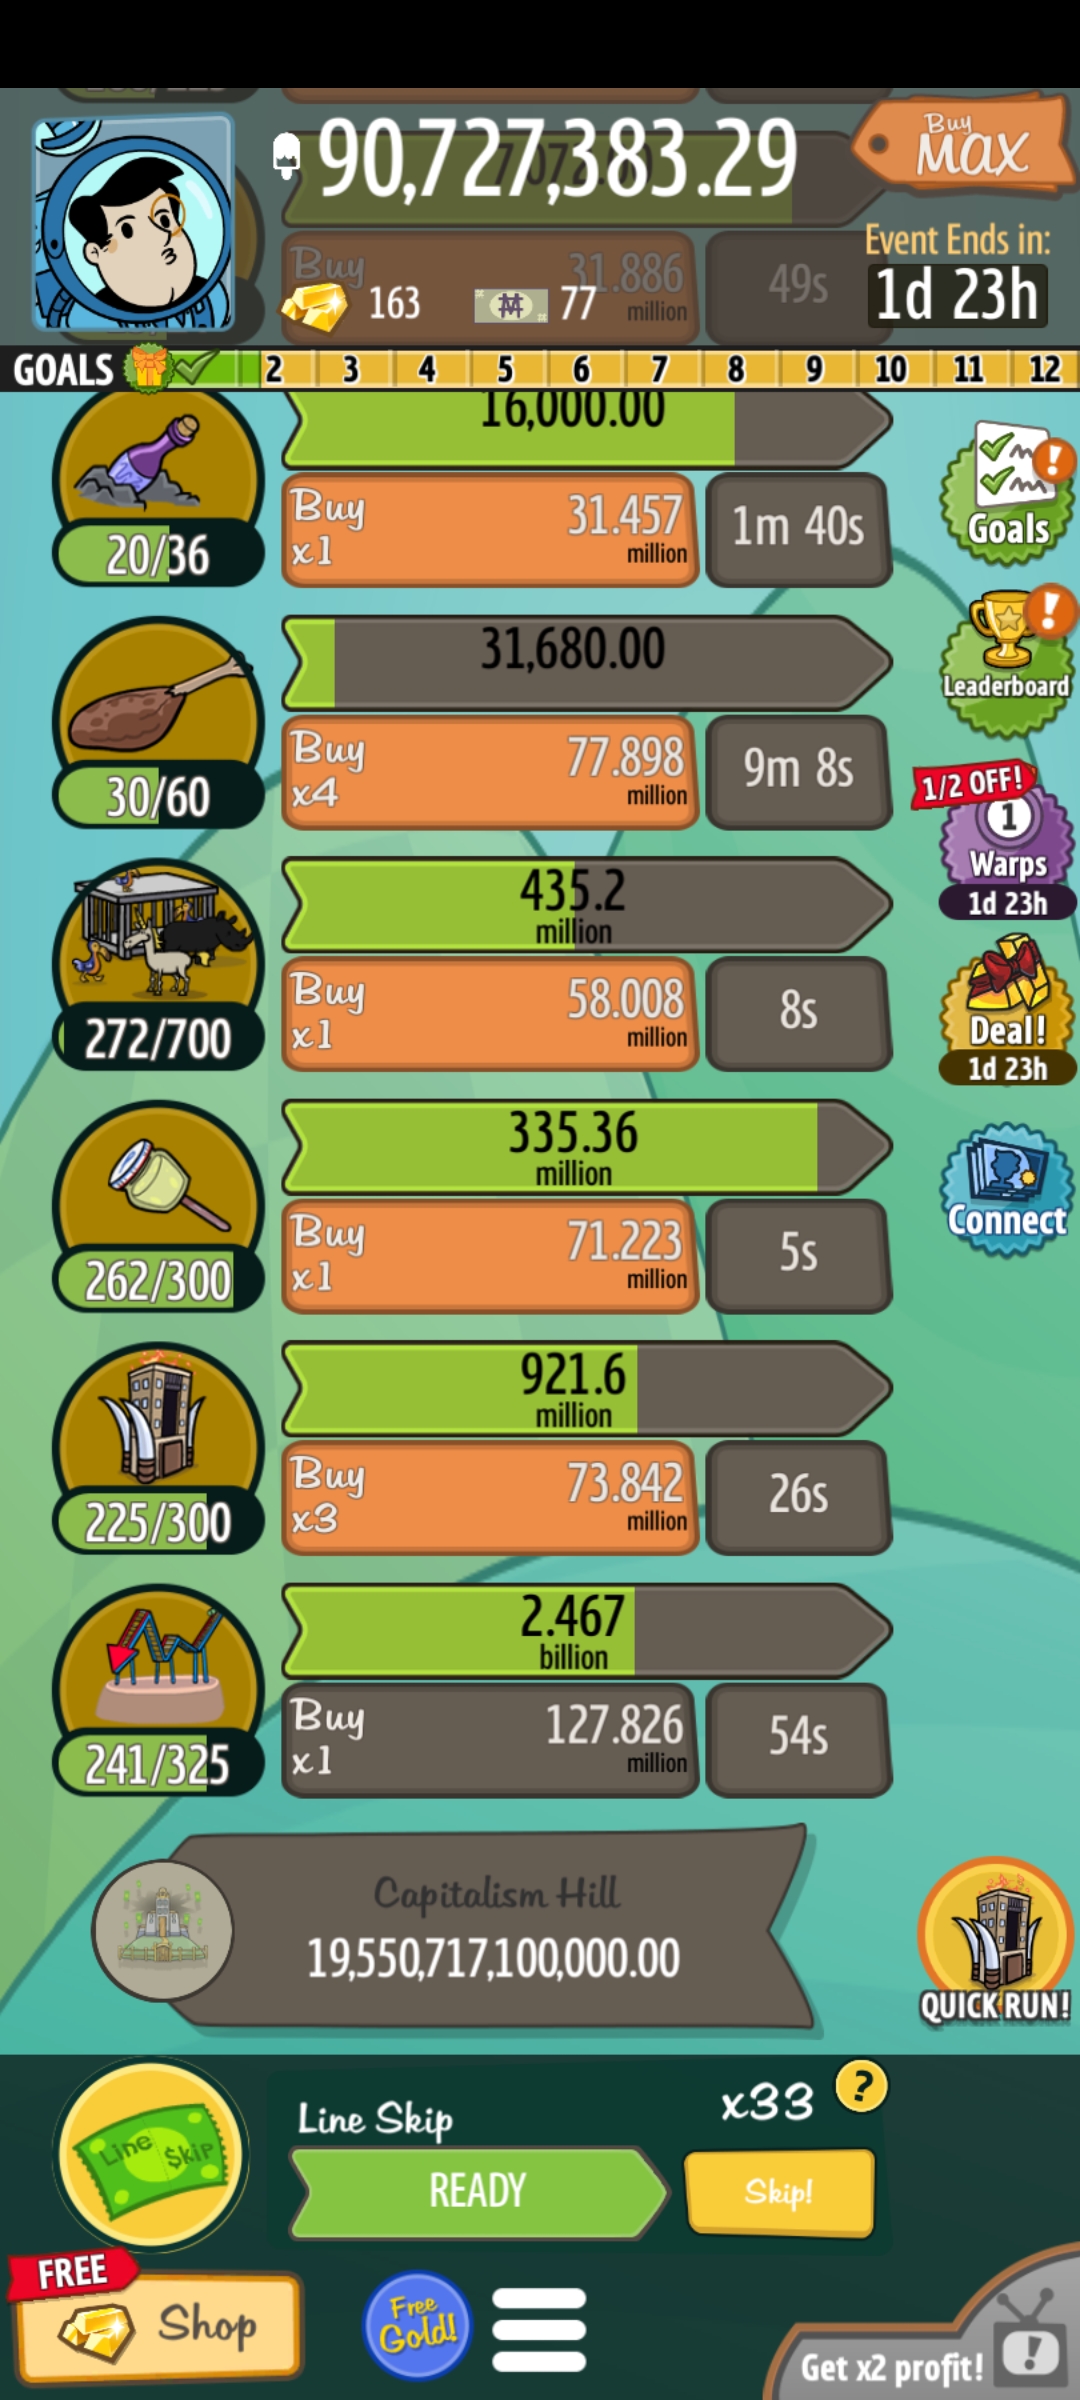 90,727,383.29
Buy
MAX
Buy
31.886
million
49s
163
77
Event Ends in:
1d 23h
GOALS 2 3 4 5 6 7 8 9 10 11 12
16,000.00
20/36
Buy
x1
31.457
million
1m 40s
Goals
31,680.00
30/60
Buy
x4
77.898
million
9m 8s
Leaderboard
1/2 OFF!
1
Warps
1d 23h
435.2
million
272/700
Buy
x1
58.008
million
8s
Deal!
1d 23h
335.36
million
262/300
Buy
x1
71.223
million
5s
Connect
921.6
million
225/300
Buy
x3
73.842
million
26s
2.467
billion
241/325
Buy
x1
127.826
million
54s
Capitalism Hill
19,550,717,100,000.00
QUICK RUN!
Line $kip
Line Skip
x33
?
READY
Skip!
FREE
Shop
Free
Gold!
Get x2 profit!